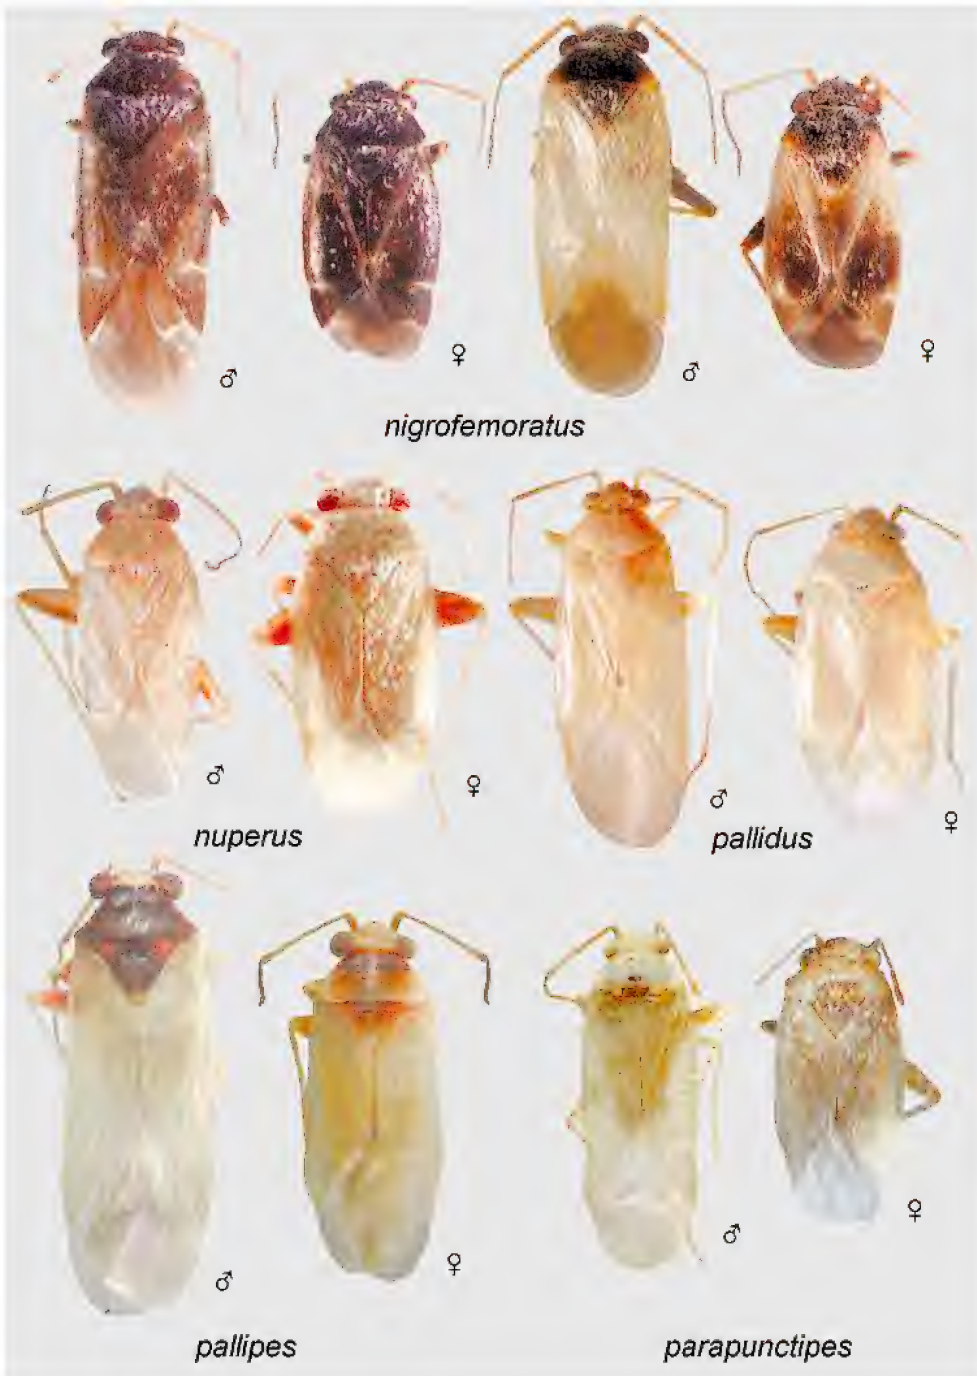 ♂ ♀ ♂ ♀
nigrofemoratus
♂ ♀ ♂ ♀
nuperus pallidus
♂ ♀ ♂ ♀
pallipes parapunctipes